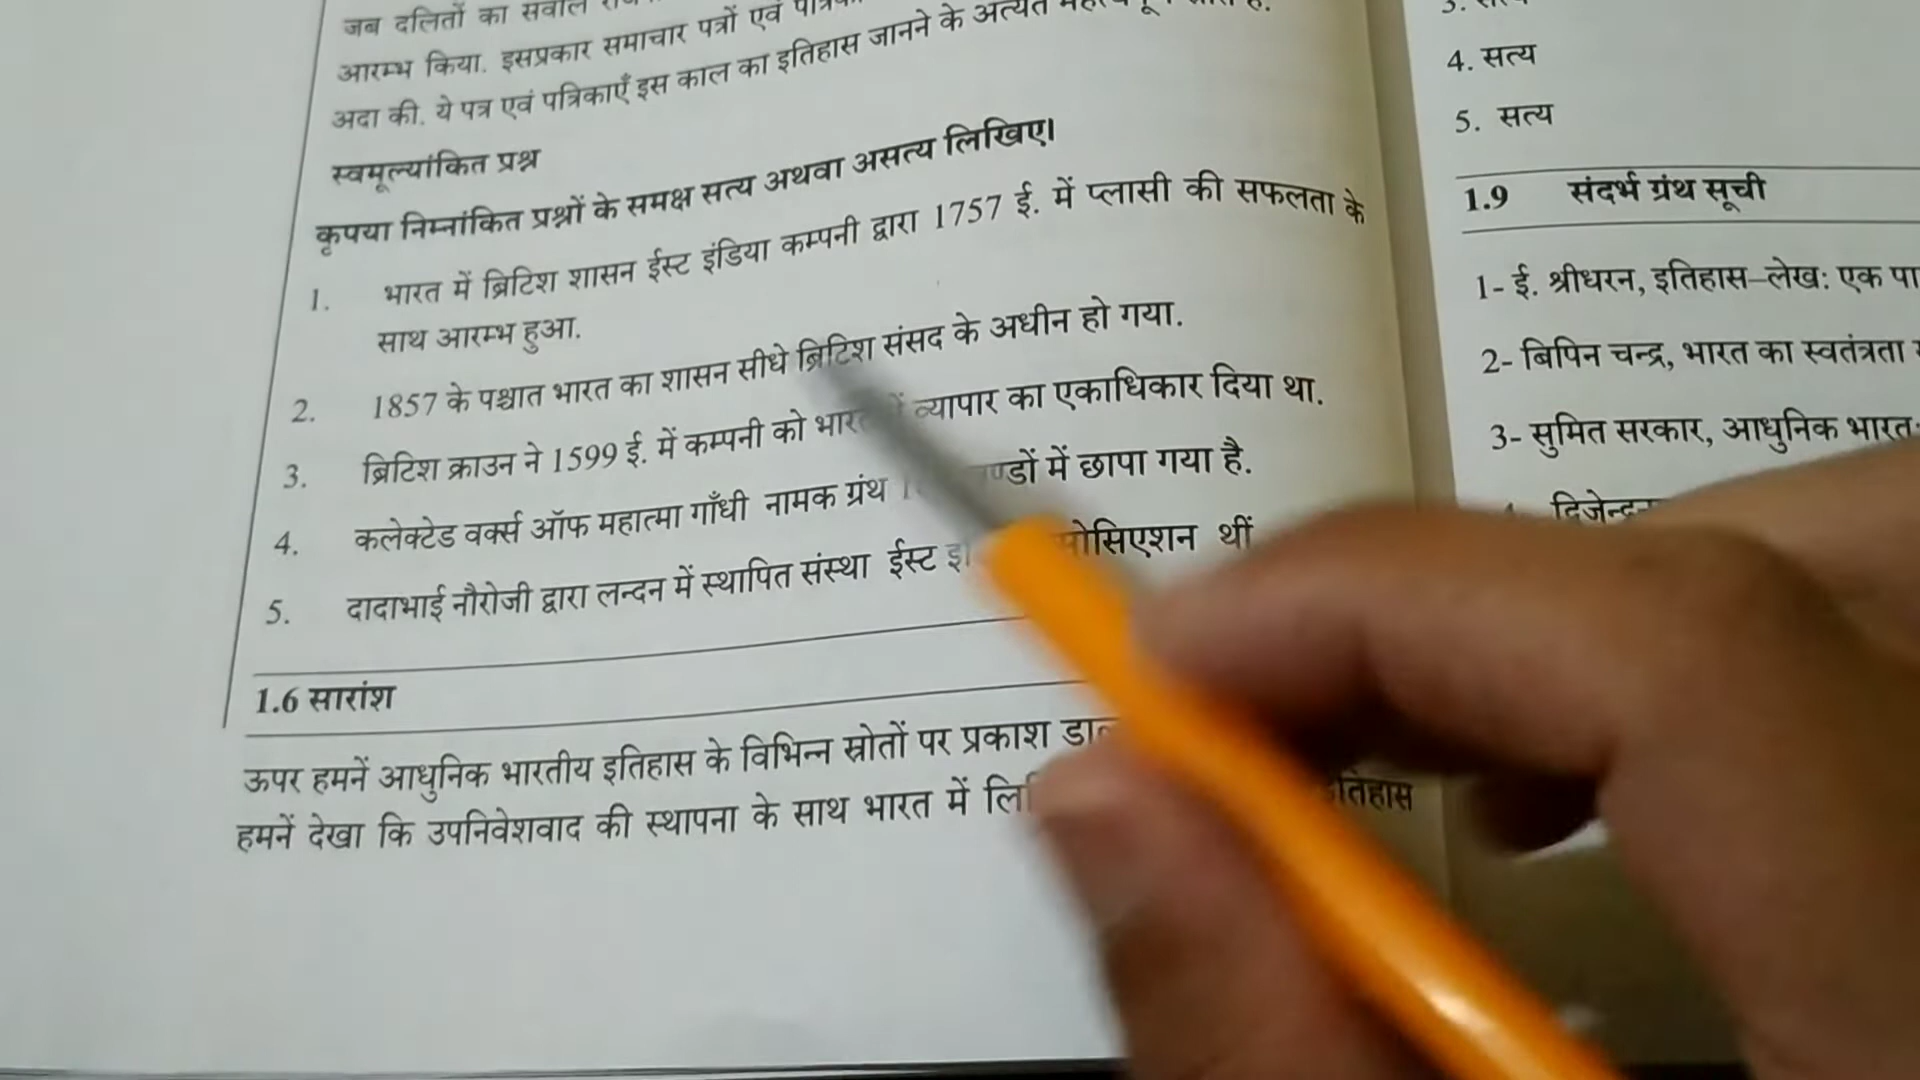 जब दलितों का सवाल
आरम्भ किया. इसप्रकार समाचार पत्रों एवं
अदा की. ये पत्र एवं पत्रिकाएँ इस काल का इतिहास जानने के अत्यंत
स्वमूल्यांकित प्रश्न
कृपया निम्नांकित प्रश्नों के समक्ष सत्य अथवा असत्य लिखिए।
1. भारत में ब्रिटिश शासन ईस्ट इंडिया कम्पनी द्वारा 1757 ई. में प्लासी की सफलता के
साथ आरम्भ हुआ.
2. 1857 के पश्चात भारत का शासन सीधे ब्रिटिश संसद के अधीन हो गया.
3. ब्रिटिश क्राउन ने 1599 ई. में कम्पनी को व्यापार का एकाधिकार दिया था.
4. कलेक्टेड वर्क्स ऑफ महात्मा गाँधी नामक ग्रंथ में छापा गया है.
5. दादाभाई नौरोजी द्वारा लन्दन में स्थापित संस्था ईस्ट थीं
1.6 सारांश
ऊपर हमनें आधुनिक भारतीय इतिहास के विभिन्न स्रोतों पर प्रकाश
हमनें देखा कि उपनिवेशवाद की स्थापना के साथ भारत में
4. सत्य
5. सत्य
1.9 संदर्भ ग्रंथ सूची
1- ई. श्रीधरन, इतिहास–लेख: एक
2- बिपिन चन्द्र, भारत का स्वतंत्रता
3- सुमित सरकार, आधुनिक भारत